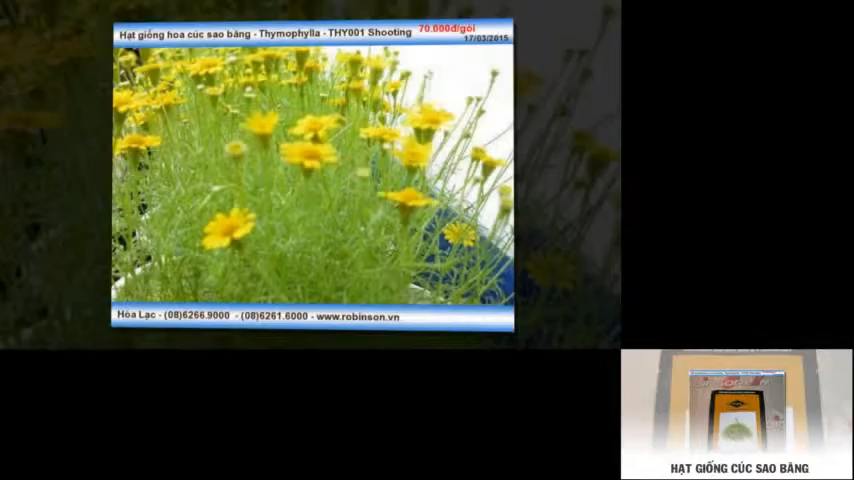 Hạt giống hoa cúc sao băng - Thymophylla - THY001 Shooting
70.000đ/gói
17/03/2015
Hòa Lạc - (08)6266.9000 - (08)6261.6000 - www.robinson.vn
HẠT GIỐNG CÚC SAO BĂNG